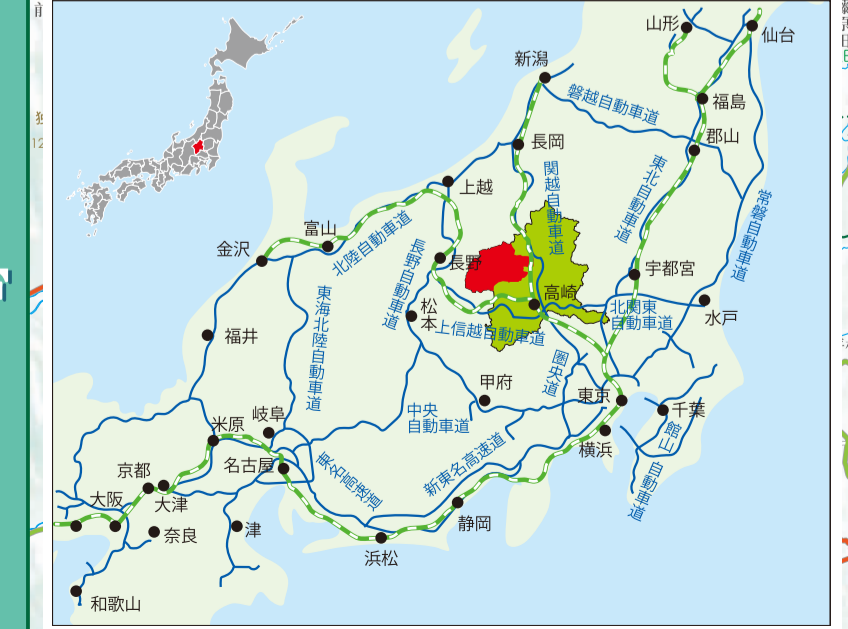 山形
仙台
新潟
磐越自動車道
福島
長岡
郡山
関越自動車道
東北自動車道
上越
常磐自動車道
富山
金沢
北陸自動車道
長野自動車道
長野
宇都宮
高崎
東海北陸自動車道
松本
北関東
自動車道
水戸
福井
上信越自動車道
圏央道
甲府
東京
中央
自動車道
千葉
米原
岐阜
館山
自動車道
横浜
名古屋
東名高速道
新東名高速道
京都
大阪
大津
静岡
奈良
津
浜松
和歌山